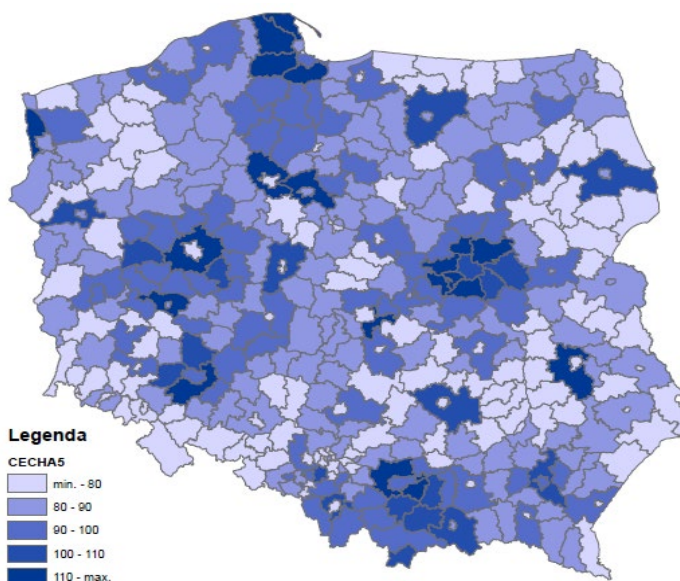 Legenda
CECHA5
min. - 80
80 - 90
90 - 100
100 - 110
110 - max.